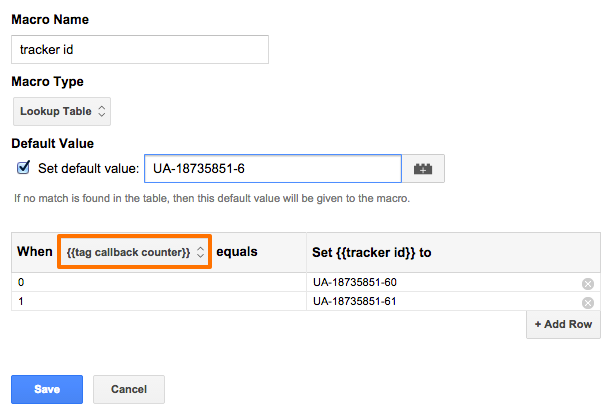 Macro Name
tracker id
Macro Type
Lookup Table
Default Value
Set default value: UA-18735851-6
If no match is found in the table, then this default value will be given to the macro.
When {{tag callback counter}} equals Set {{tracker id}} to
0 UA-18735851-60
1 UA-18735851-61
+ Add Row
Save Cancel